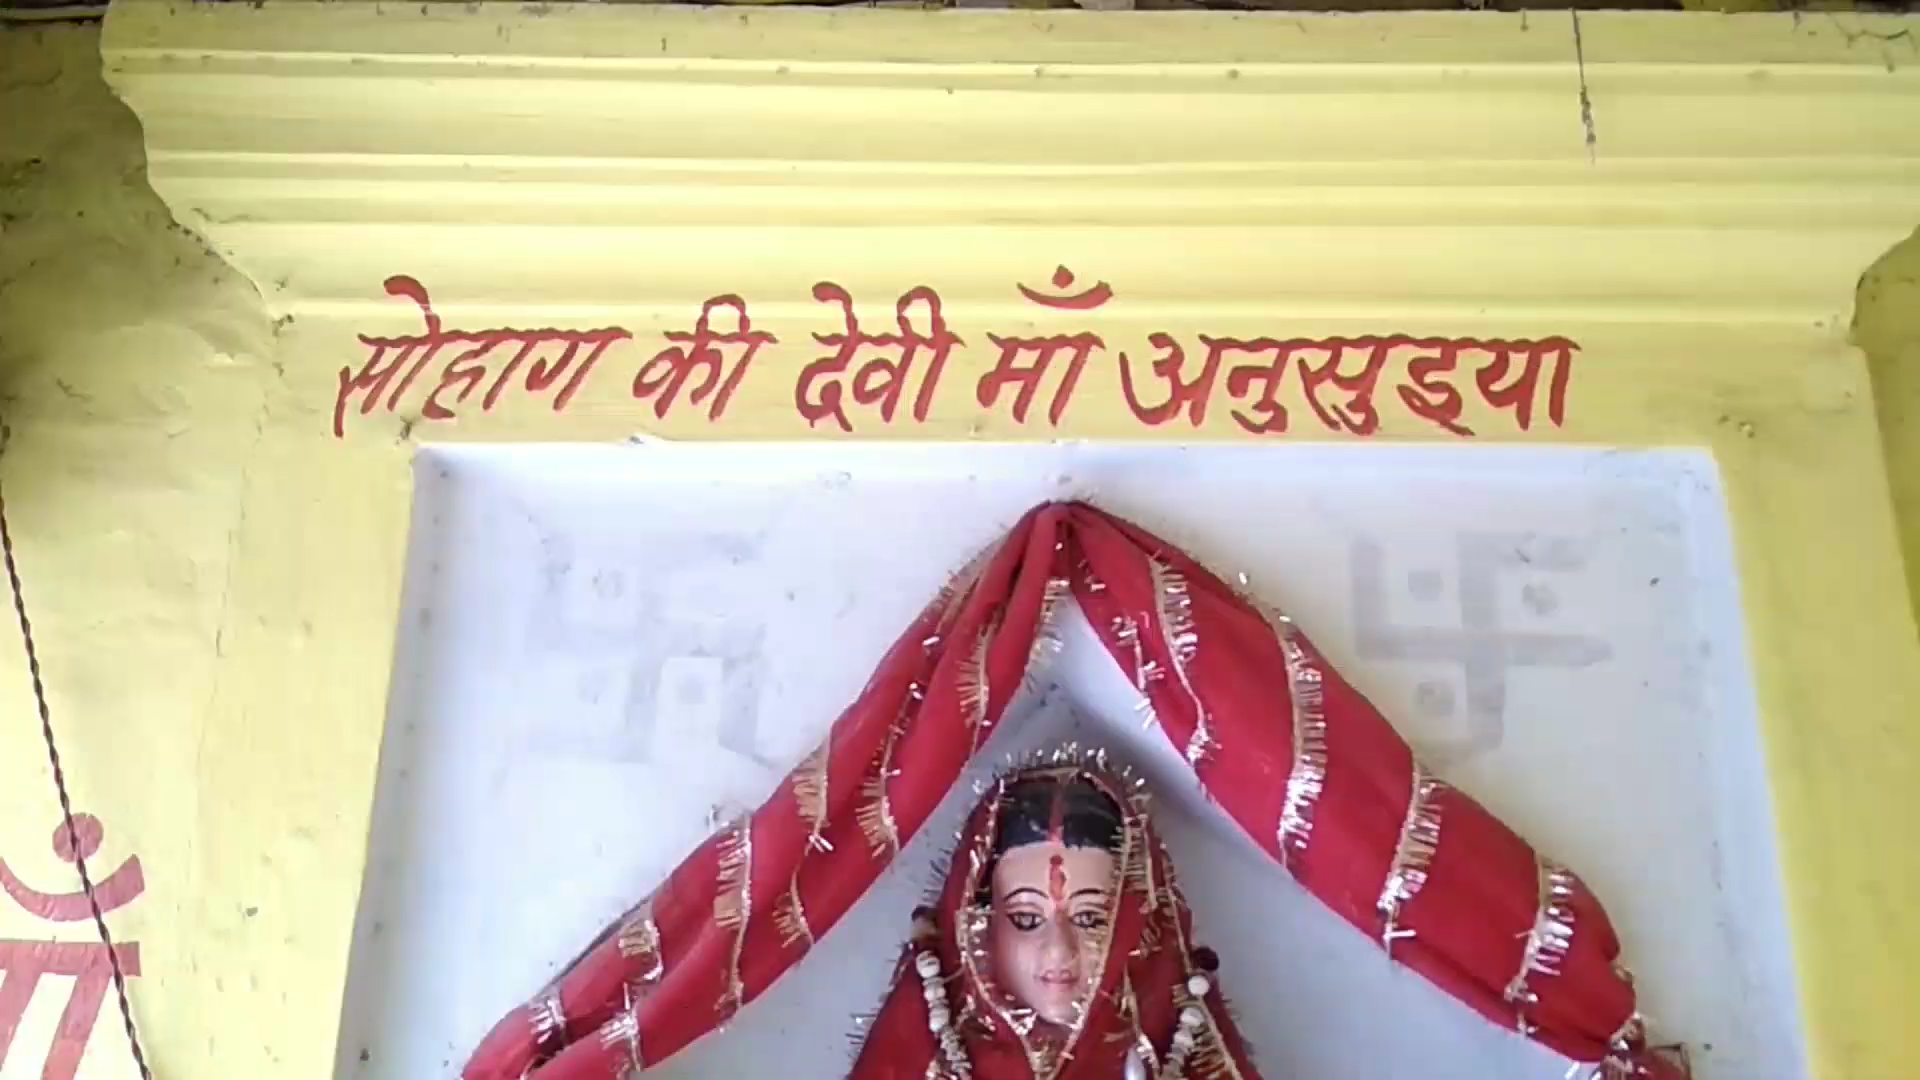 सोहाग की देवी माँ अनुसुइया
माँ